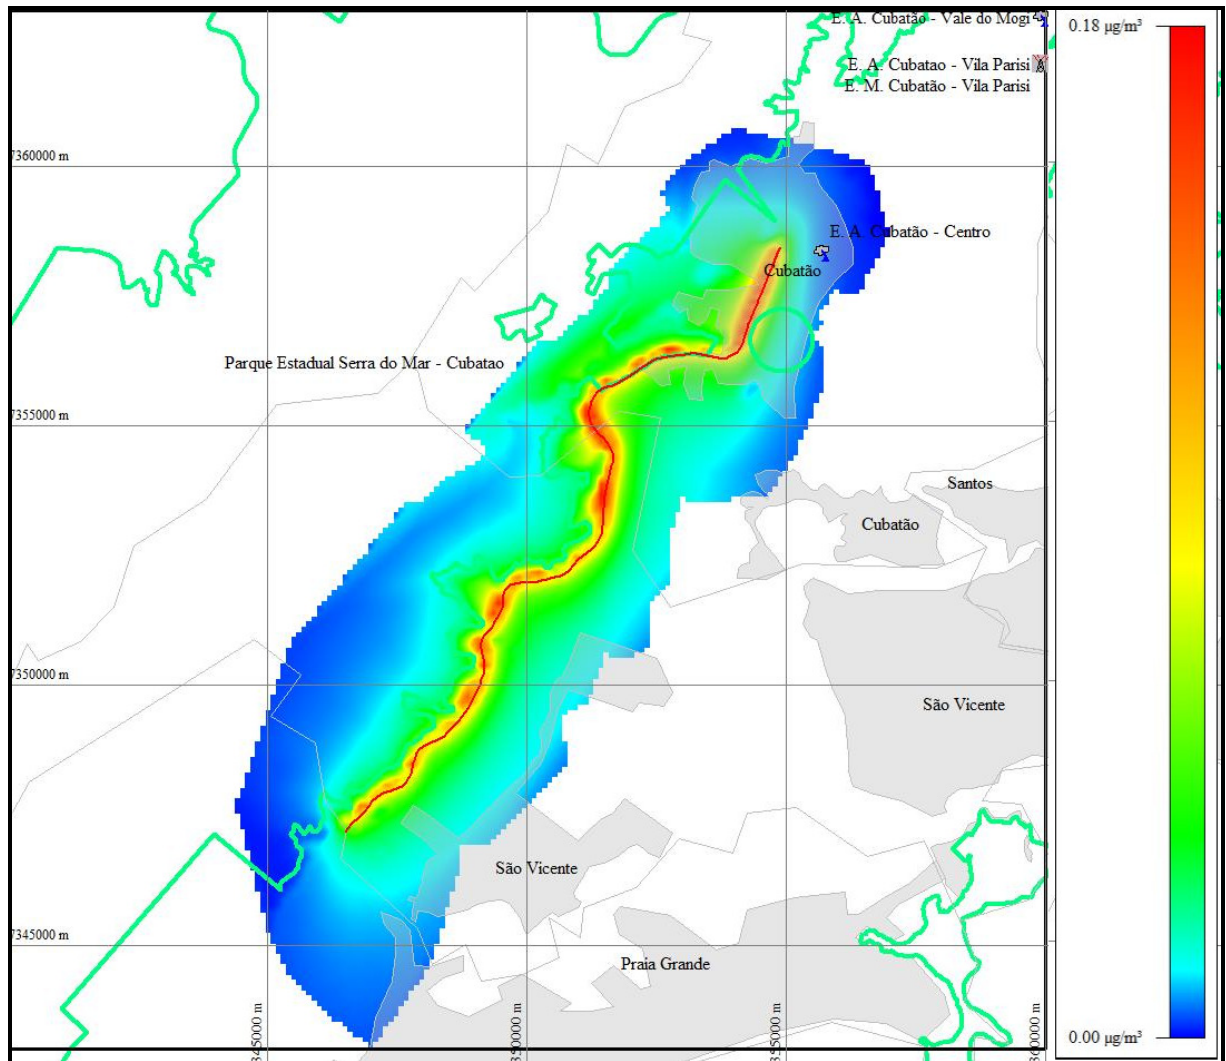 E. A. Cubatão - Vale do Mogi
0.18 µg/m³
E. A. Cubatao - Vila Parisi
E. M. Cubatão - Vila Parisi
7360000 m
E. A. Cubatão - Centro
Cubatão
Parque Estadual Serra do Mar - Cubatao
7355000 m
Santos
Cubatão
7350000 m
São Vicente
São Vicente
7345000 m
Praia Grande
345000 m
350000 m
355000 m
360000 m
0.00 µg/m³